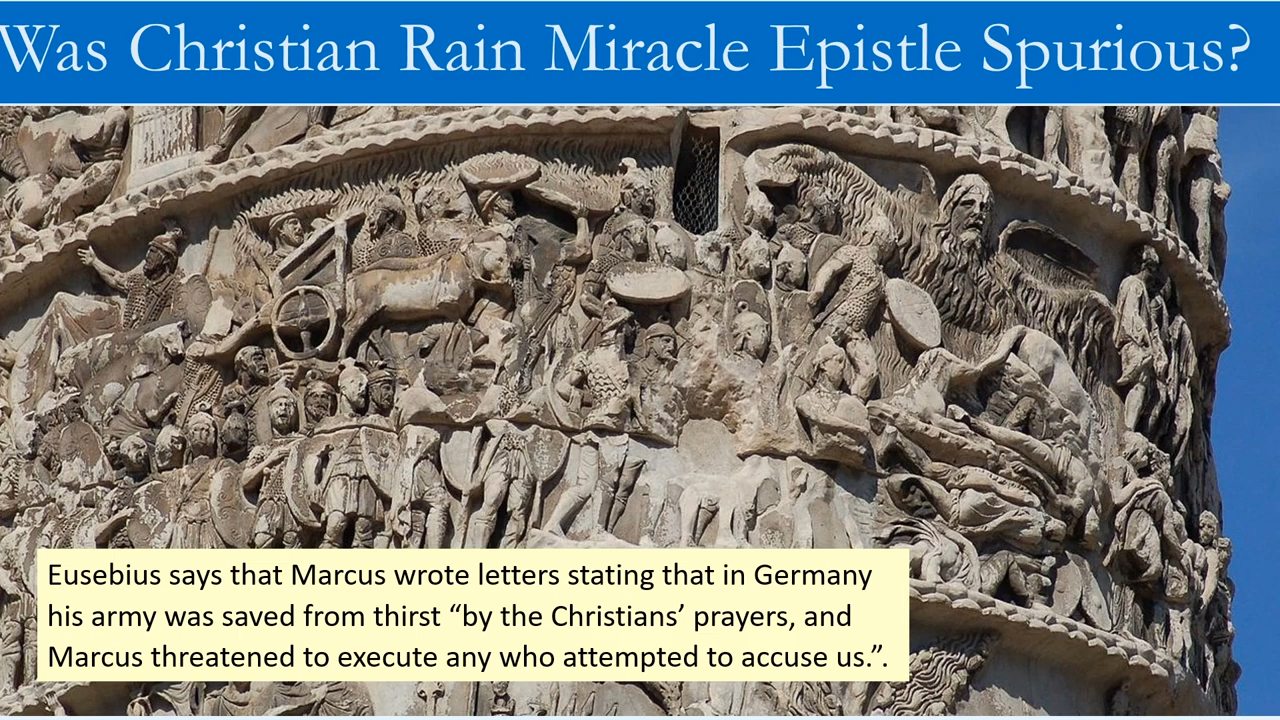 Was Christian Rain Miracle Epistle Spurious?
Eusebius says that Marcus wrote letters stating that in Germany
his army was saved from thirst “by the Christians’ prayers, and
Marcus threatened to execute any who attempted to accuse us.”.